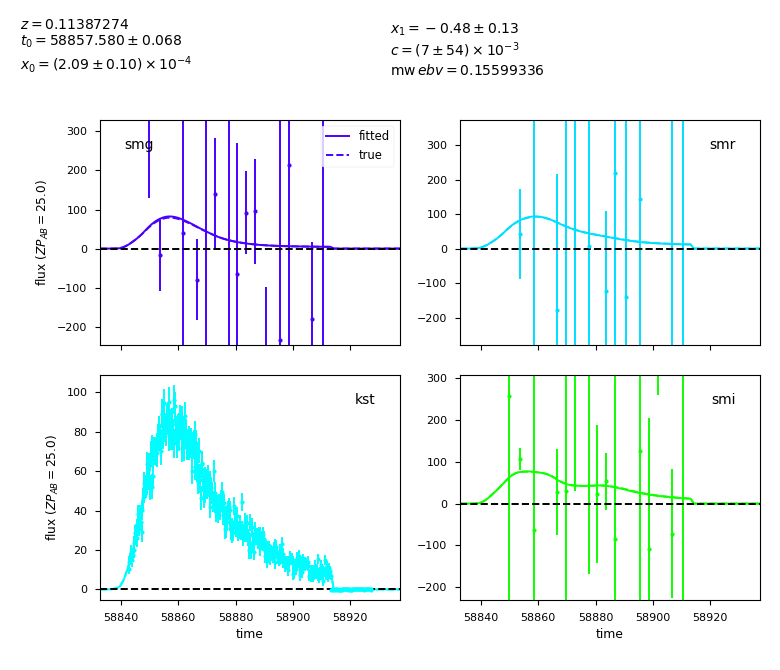 z = 0.11387274
t₀ = 58857.580 ± 0.068
x₀ = (2.09 ± 0.10) × 10⁻⁴
x₁ = −0.48 ± 0.13
c = (7 ± 54) × 10⁻³
mw ebv = 0.15599336
smg
fitted
true
300
200
100
0
−100
−200
flux (ZP_AB = 25.0)
smr
300
200
100
0
−100
−200
kst
100
80
60
40
20
0
flux (ZP_AB = 25.0)
58840 58860 58880 58900 58920
time
smi
300
200
100
0
−100
−200
58840 58860 58880 58900 58920
time